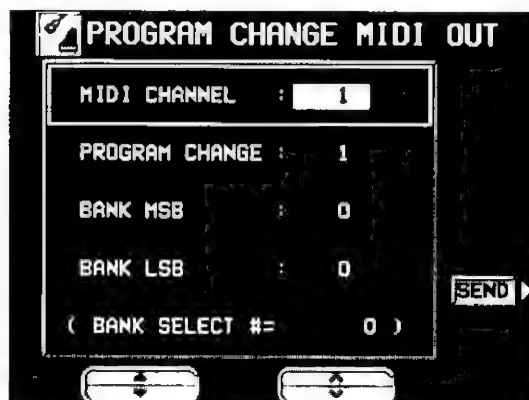 PROGRAM CHANGE MIDI OUT
MIDI CHANNEL : 1
PROGRAM CHANGE : 1
BANK MSB : 0
BANK LSB : 0
SEND
( BANK SELECT #= 0 )